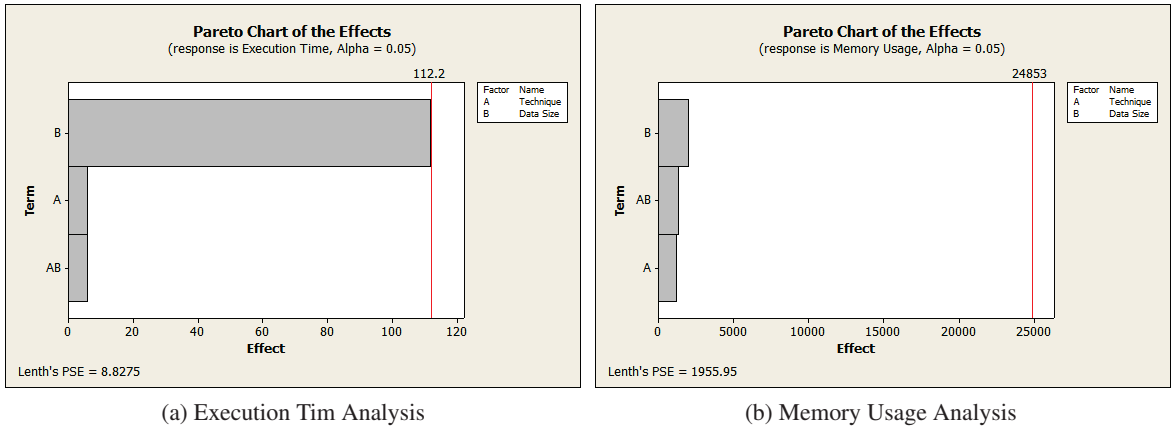 Pareto Chart of the Effects
(response is Execution Time, Alpha = 0.05)
112.2
Factor Name
A Technique
B Data Size
Term
B
A
AB
0 20 40 60 80 100 120
Effect
Lenth's PSE = 8.8275
(a) Execution Tim Analysis
Pareto Chart of the Effects
(response is Memory Usage, Alpha = 0.05)
24853
Factor Name
A Technique
B Data Size
Term
B
AB
A
0 5000 10000 15000 20000 25000
Effect
Lenth's PSE = 1955.95
(b) Memory Usage Analysis